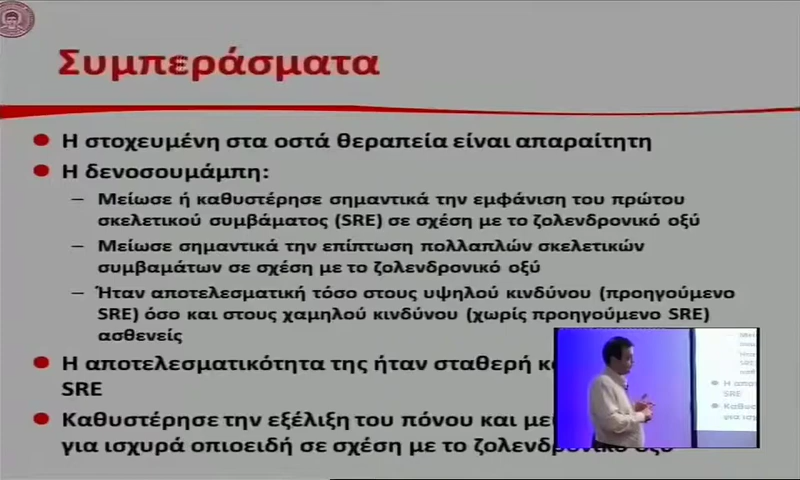 Συμπεράσματα
Η στοχευμένη στα οστά θεραπεία είναι απαραίτητη
Η δενοσουμάμπη:
– Μείωσε ή καθυστέρησε σημαντικά την εμφάνιση του πρώτου
σκελετικού συμβάματος (SRE) σε σχέση με το ζολενδρονικό οξύ
– Μείωσε σημαντικά την επίπτωση πολλαπλών σκελετικών
συμβαμάτων σε σχέση με το ζολενδρονικό οξύ
– Ήταν αποτελεσματική τόσο στους υψηλού κινδύνου (προηγούμενο
SRE) όσο και στους χαμηλού κινδύνου (χωρίς προηγούμενο SRE)
ασθενείς
Η αποτελεσματικότητα της ήταν σταθερή
SRE
Καθυστέρησε την εξέλιξη του πόνου και
για ισχυρά οπιοειδή σε σχέση με το ζολενδρονικό οξύ